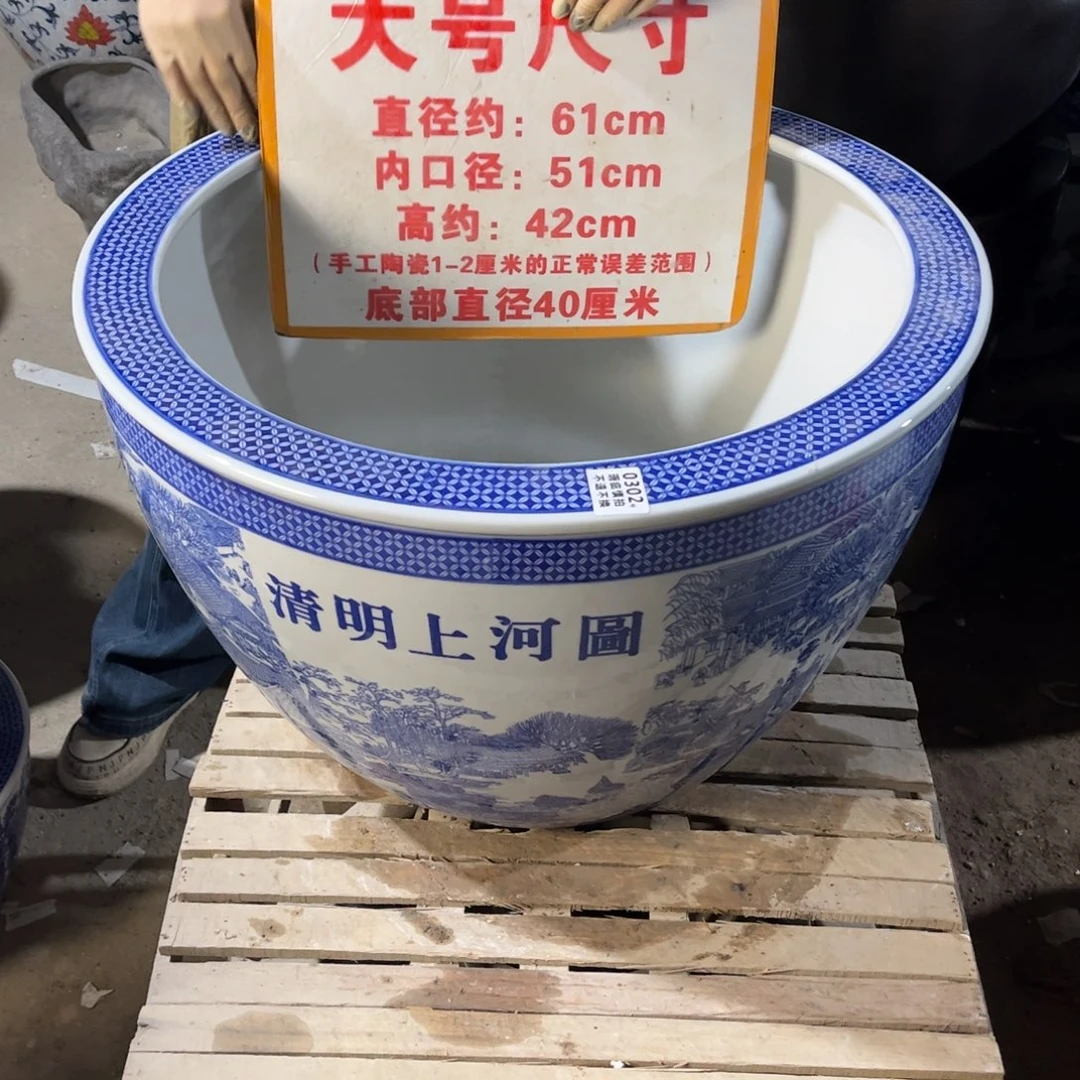 大号尺寸
直径约：61cm
内口径：51cm
高约：42cm
（手工陶瓷1-2厘米的正常误差范围）
底部直径40厘米
0302
清明上河圖